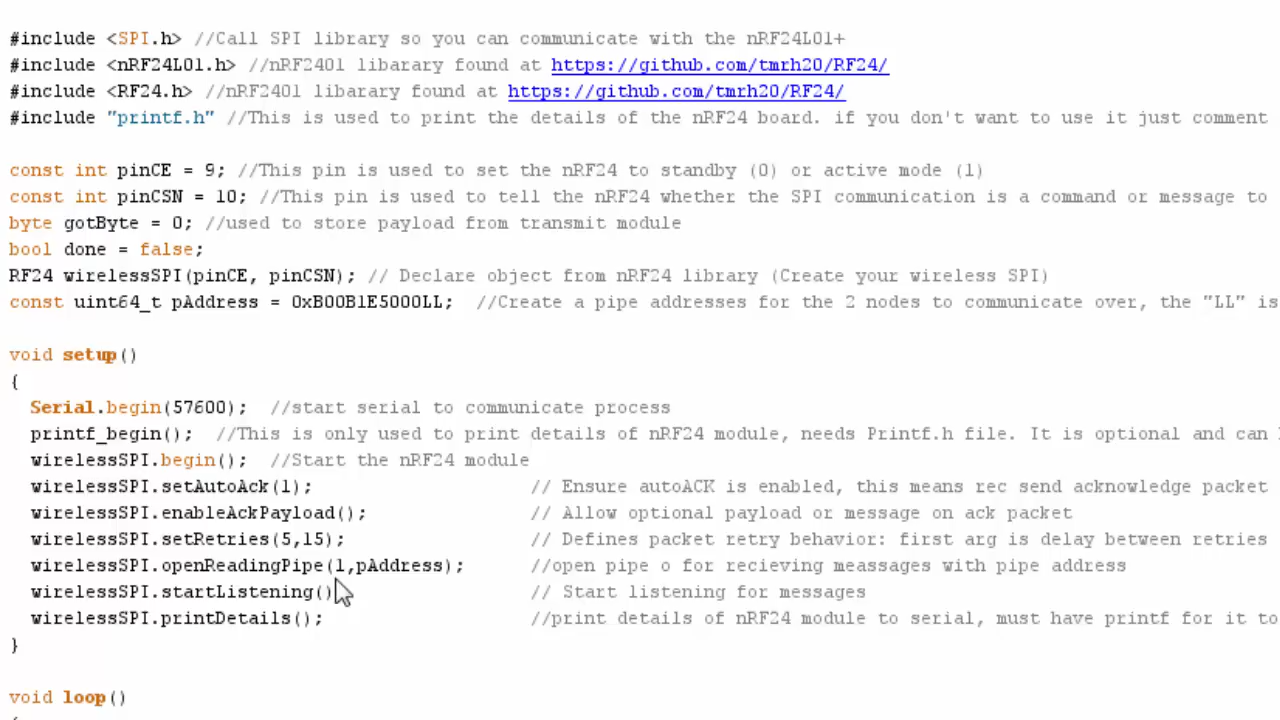 #include <SPI.h> //Call SPI library so you can communicate with the nRF24L01+
#include <nRF24L01.h> //nRF2401 libarary found at https://github.com/tmrh20/RF24/
#include <RF24.h> //nRF2401 libarary found at https://github.com/tmrh20/RF24/
#include "printf.h" //This is used to print the details of the nRF24 board. if you don't want to use it just comment
const int pinCE = 9; //This pin is used to set the nRF24 to standby (0) or active mode (1)
const int pinCSN = 10; //This pin is used to tell the nRF24 whether the SPI communication is a command or message to
byte gotByte = 0; //used to store payload from transmit module
bool done = false;
RF24 wirelessSPI(pinCE, pinCSN); // Declare object from nRF24 library (Create your wireless SPI)
const uint64_t pAddress = 0xB00B1E5000LL; //Create a pipe addresses for the 2 nodes to communicate over, the "LL" is
void setup()
{
Serial.begin(57600); //start serial to communicate process
printf_begin(); //This is only used to print details of nRF24 module, needs Printf.h file. It is optional and can
wirelessSPI.begin(); //Start the nRF24 module
wirelessSPI.setAutoAck(1); // Ensure autoACK is enabled, this means rec send acknowledge packet
wirelessSPI.enableAckPayload(); // Allow optional payload or message on ack packet
wirelessSPI.setRetries(5,15); // Defines packet retry behavior: first arg is delay between retries
wirelessSPI.openReadingPipe(1,pAddress); //open pipe o for recieving meassages with pipe address
wirelessSPI.startListening() // Start listening for messages
wirelessSPI.printDetails(); //print details of nRF24 module to serial, must have printf for it to
}
void loop()